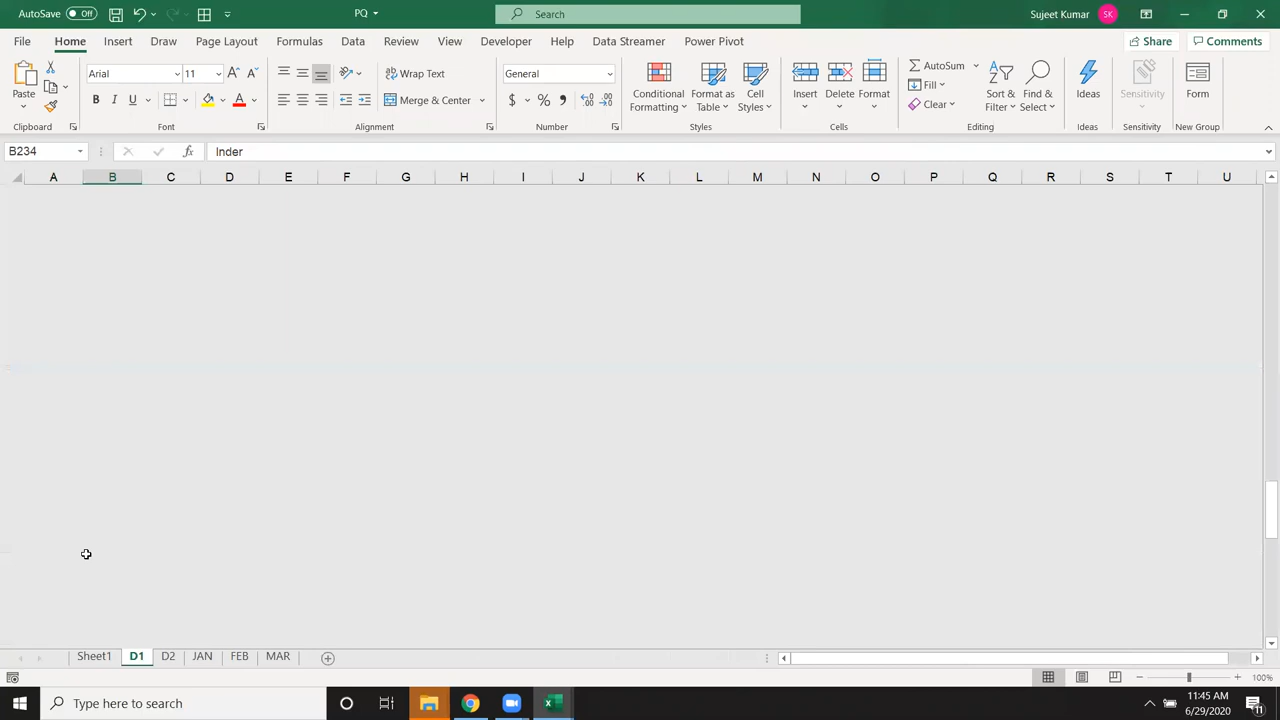 AutoSave Off PQ Search Sujeet Kumar SK
File Home Insert Draw Page Layout Formulas Data Review View Developer Help Data Streamer Power Pivot Share Comments
Paste Arial 11 Wrap Text General Conditional Formatting Format as Table Cell Styles Insert Delete Format AutoSum Sort & Filter Find & Select Ideas Sensitivity Form
B I U A Merge & Center $ % Fill Clear
Clipboard Font Alignment Number Styles Cells Editing Ideas Sensitivity New Group
B234 fx Inder
A B C D E F G H I J K L M N O P Q R S T U
Sheet1 D1 D2 JAN FEB MAR
100%
Type here to search 11:45 AM
6/29/2020 11